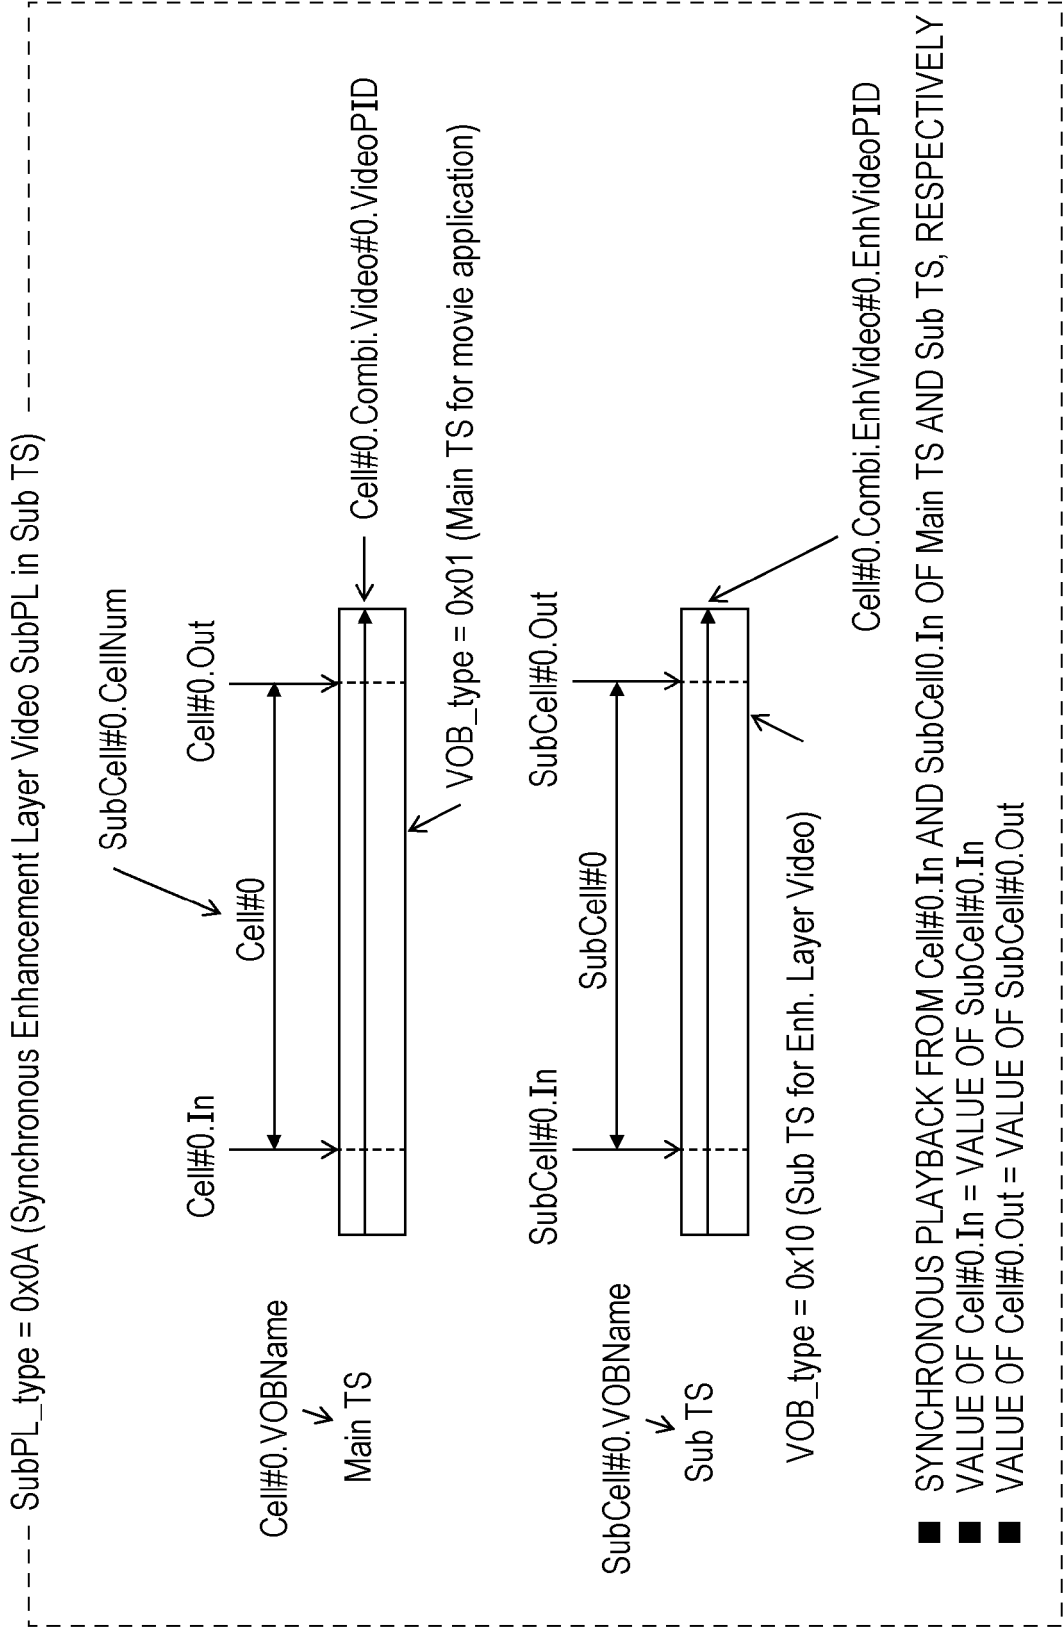 SubPL_type = 0x0A (Synchronous Enhancement Layer Video SubPL in Sub TS)
SubCell#0.CellNum
Cell#0.In
Cell#0
Cell#0.Out
Cell#0.VOBName
Main TS
Cell#0.Combi.Video#0.VideoPID
VOB_type = 0x01 (Main TS for movie application)
SubCell#0.In
SubCell#0
SubCell#0.Out
SubCell#0.VOBName
Sub TS
VOB_type = 0x10 (Sub TS for Enh. Layer Video)
Cell#0.Combi.EnhVideo#0.EnhVideoPID
■ SYNCHRONOUS PLAYBACK FROM Cell#0.In AND SubCell0.In OF Main TS AND Sub TS, RESPECTIVELY
■ VALUE OF Cell#0.In = VALUE OF SubCell#0.In
■ VALUE OF Cell#0.Out = VALUE OF SubCell#0.Out